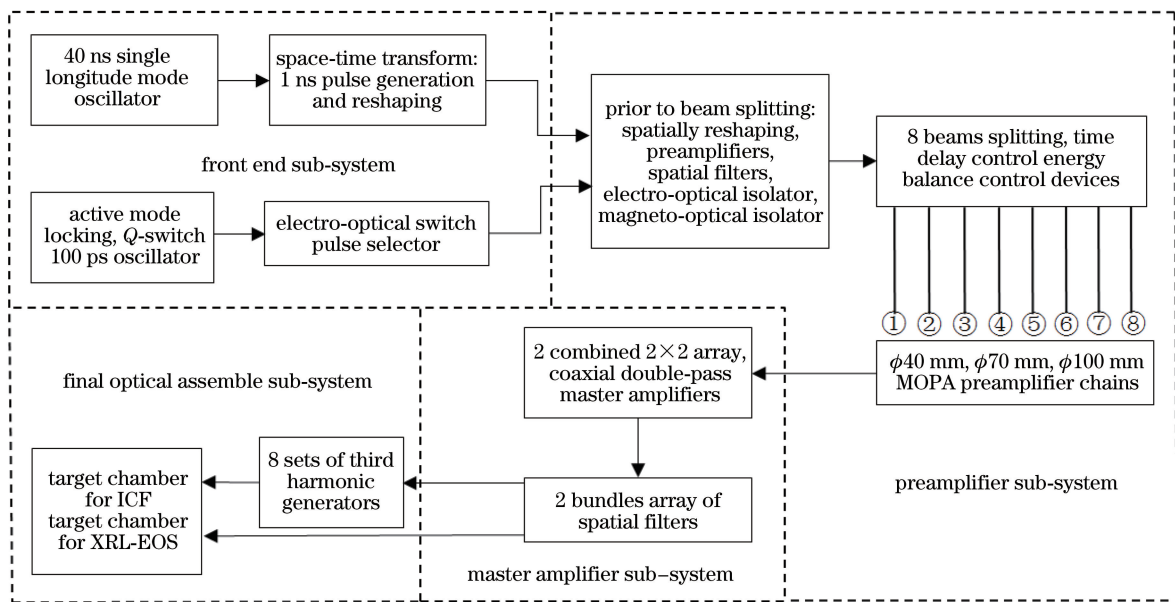 40 ns single
longitude mode
oscillator
space-time transform:
1 ns pulse generation
and reshaping
front end sub-system
active mode
locking, Q-switch
100 ps oscillator
electro-optical switch
pulse selector
prior to beam splitting:
spatially reshaping,
preamplifiers,
spatial filters,
electro-optical isolator,
magneto-optical isolator
8 beams splitting, time
delay control energy
balance control devices
① ② ③ ④ ⑤ ⑥ ⑦ ⑧
ϕ40 mm, ϕ70 mm, ϕ100 mm
MOPA preamplifier chains
preamplifier sub-system
2 combined 2×2 array,
coaxial double-pass
master amplifiers
2 bundles array of
spatial filters
master amplifier sub-system
final optical assemble sub-system
8 sets of third
harmonic
generators
target chamber
for ICF
target chamber
for XRL-EOS